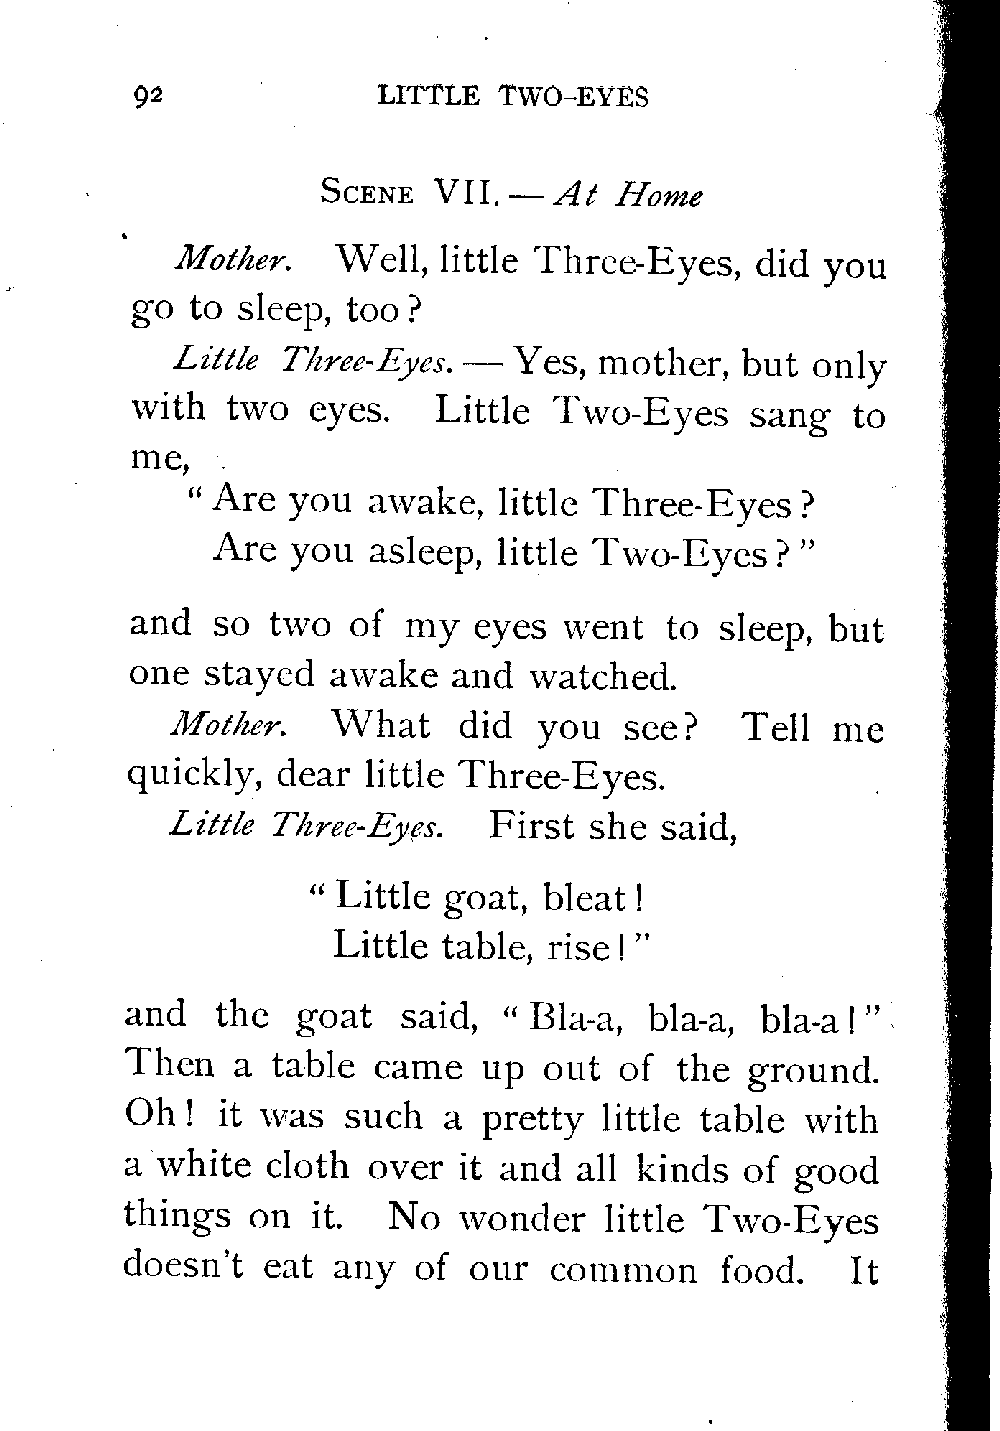 92 LITTLE TWO-EYES
SCENE VII. — At Home
Mother. Well, little Three-Eyes, did you
go to sleep, too?
Little Three-Eyes. — Yes, mother, but only
with two eyes. Little Two-Eyes sang to
me,
“Are you awake, little Three-Eyes?
Are you asleep, little Two-Eyes?”
and so two of my eyes went to sleep, but
one stayed awake and watched.
Mother. What did you see? Tell me
quickly, dear little Three-Eyes.
Little Three-Eyes. First she said,
“Little goat, bleat!
Little table, rise!”
and the goat said, “Bla-a, bla-a, bla-a!”
Then a table came up out of the ground.
Oh! it was such a pretty little table with
a white cloth over it and all kinds of good
things on it. No wonder little Two-Eyes
doesn't eat any of our common food. It